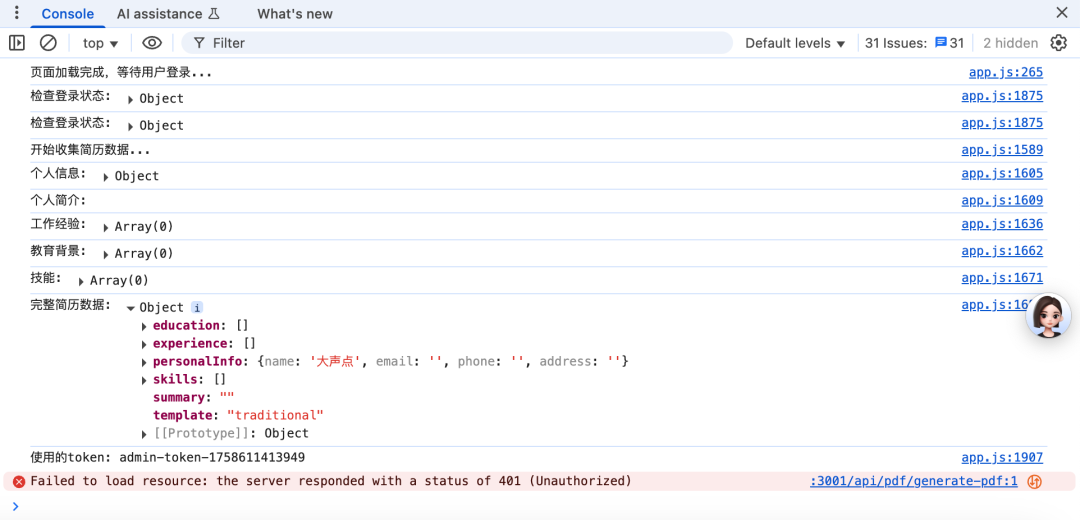 Console AI assistance What's new
top Filter Default levels 31 Issues: 31 2 hidden
页面加载完成，等待用户登录... app.js:265
检查登录状态: Object app.js:1875
检查登录状态: Object app.js:1875
开始收集简历数据... app.js:1589
个人信息: Object app.js:1605
个人简介: app.js:1609
工作经验: Array(0) app.js:1636
教育背景: Array(0) app.js:1662
技能: Array(0) app.js:1671
完整简历数据: Object i
education: []
experience: []
personalInfo: {name: '大声点', email: '', phone: '', address: ''}
skills: []
summary: ""
template: "traditional"
[[Prototype]]: Object
使用的token: admin-token-1758611413949 app.js:1907
Failed to load resource: the server responded with a status of 401 (Unauthorized) :3001/api/pdf/generate-pdf:1